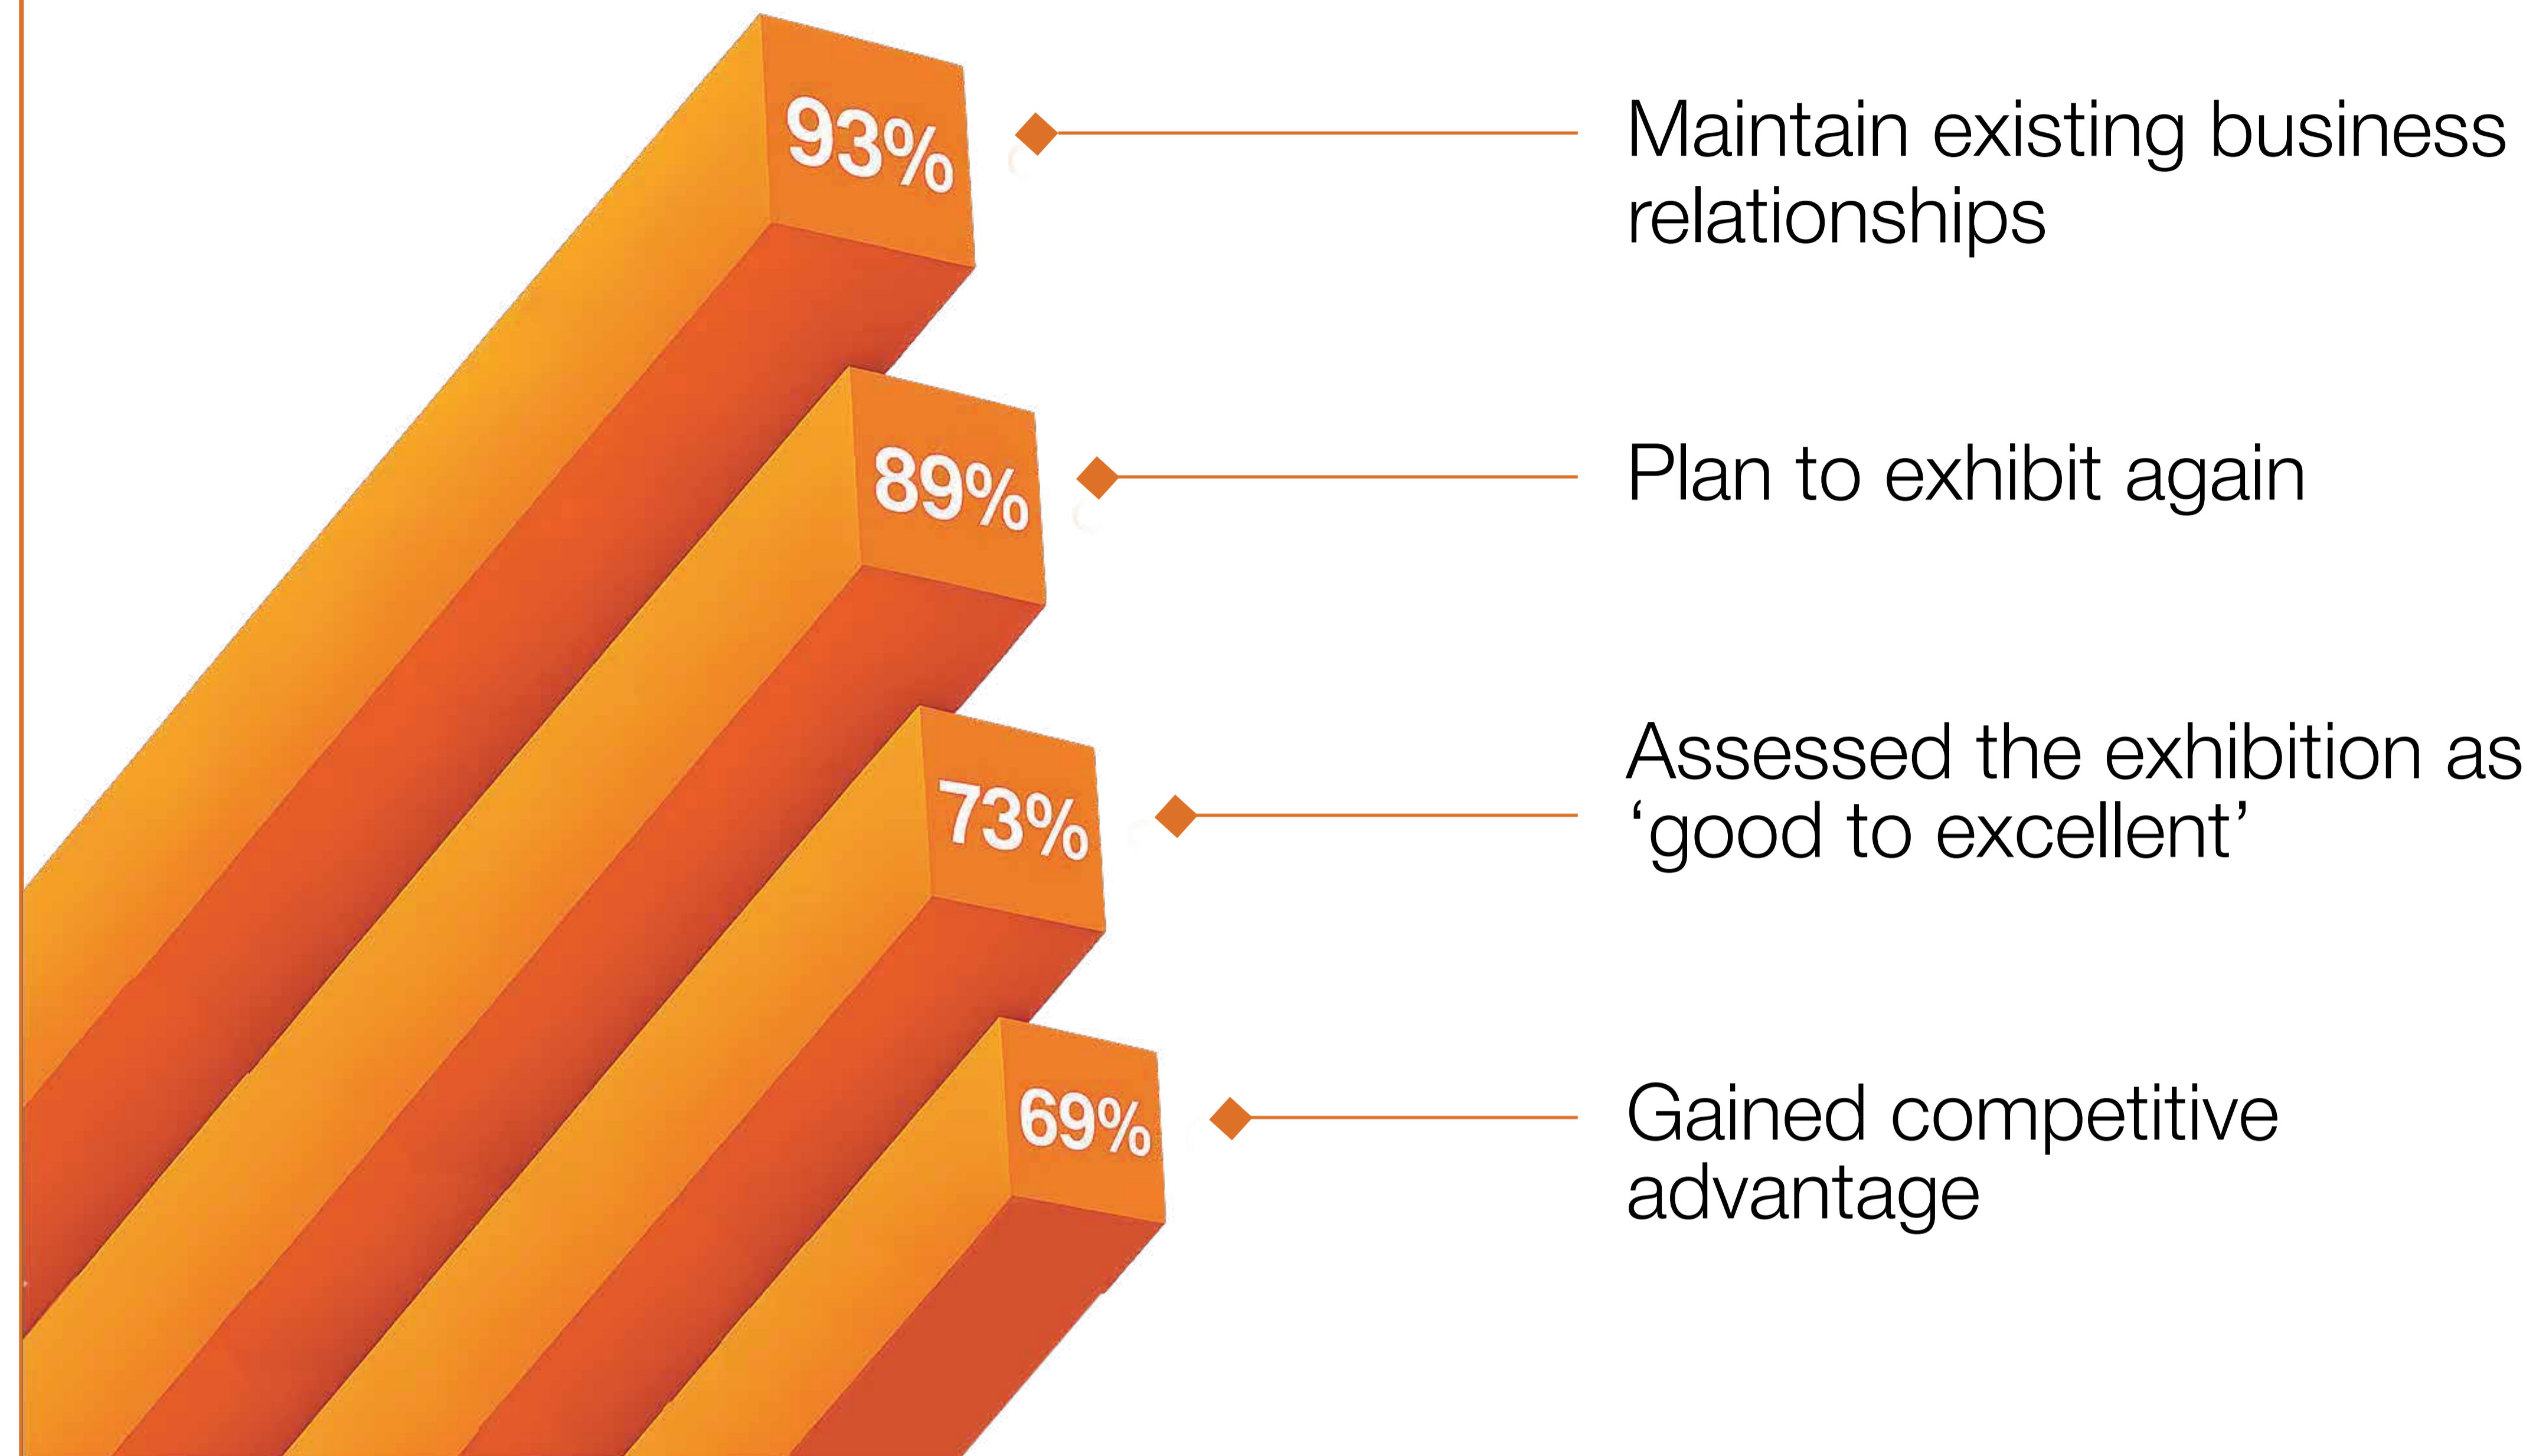 93%
Maintain existing business
relationships
89%
Plan to exhibit again
73%
Assessed the exhibition as
‘good to excellent’
69%
Gained competitive
advantage